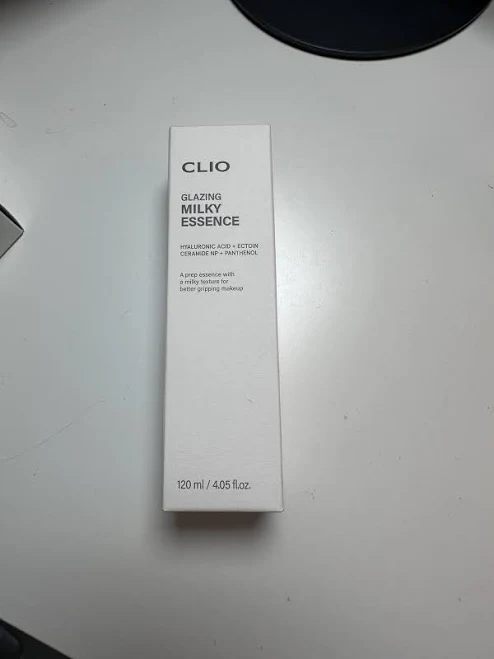 CLIO
GLAZING
MILKY
ESSENCE
HYALURONIC ACID + ECTOIN
CERAMIDE NP + PANTHENOL
A prep essence with
a milky texture for
better gripping makeup
120 ml / 4.05 fl.oz.